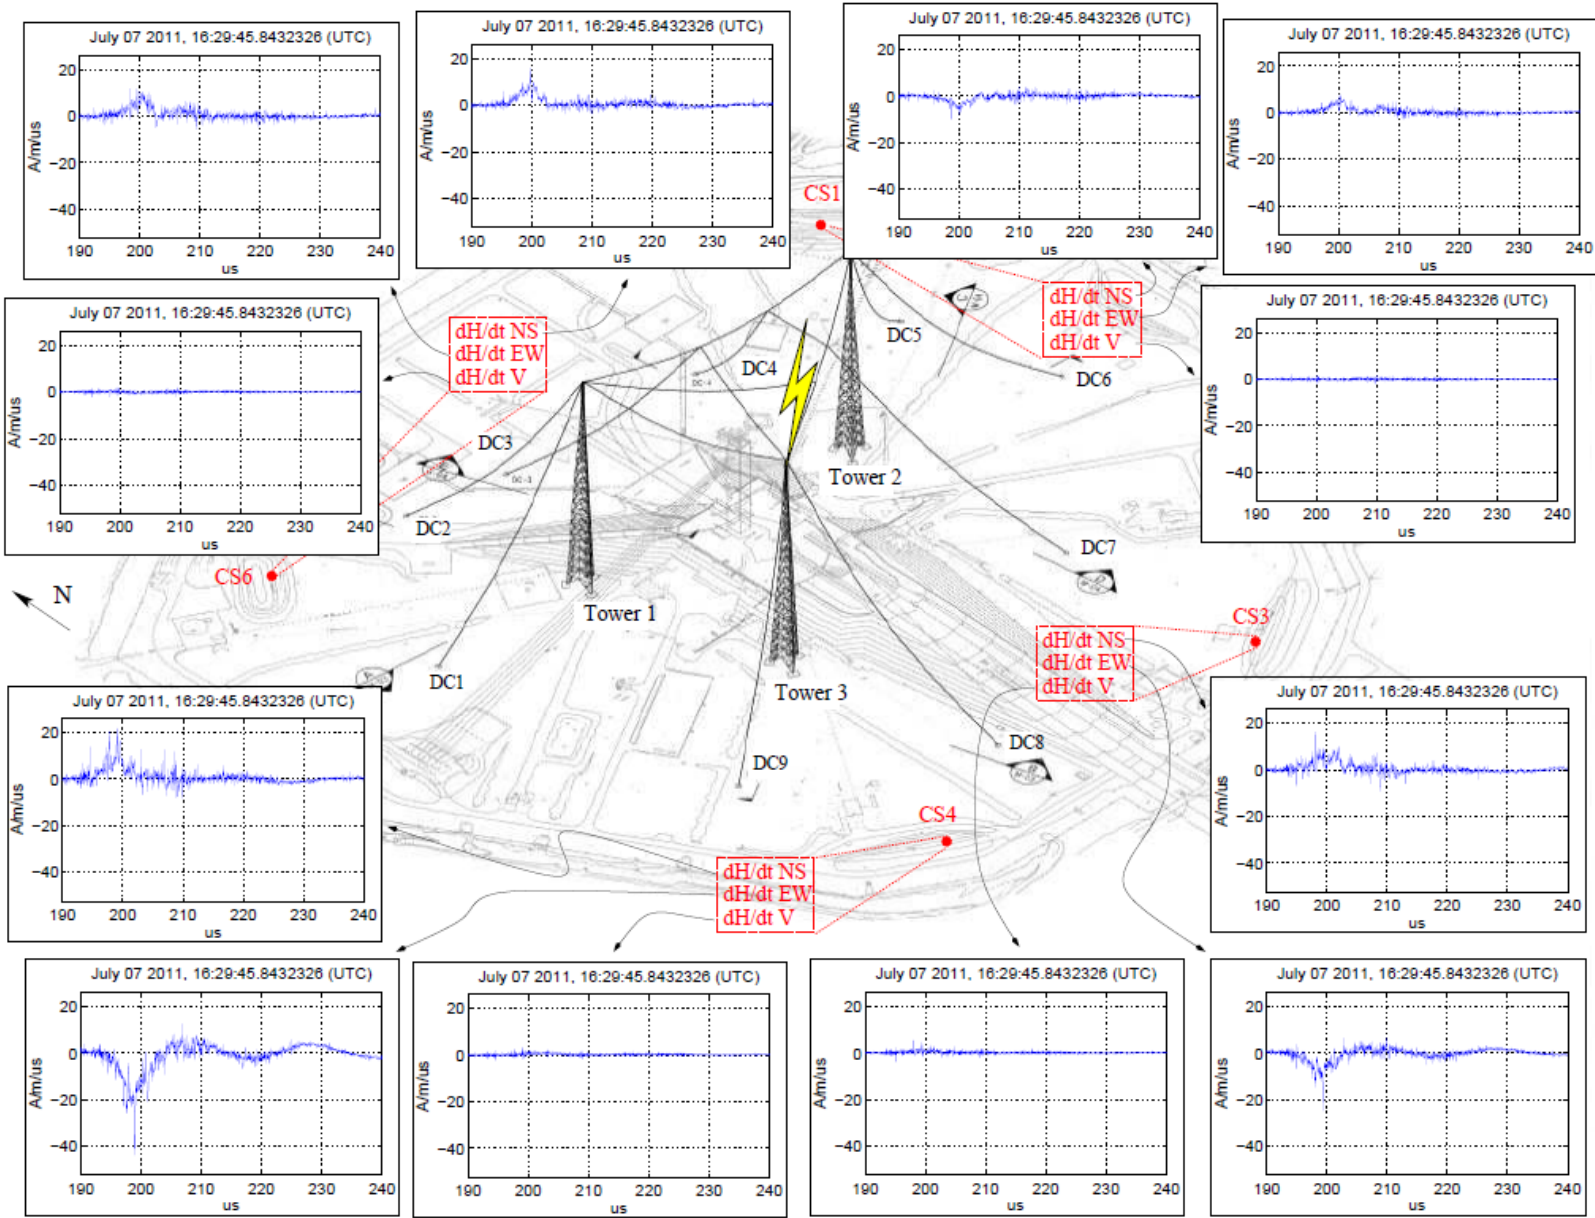 July 07 2011, 16:29:45.8432326 (UTC)
20
0
−20
−40
A/m/us
190 200 210 220 230 240
us
July 07 2011, 16:29:45.8432326 (UTC)
20
0
−20
−40
A/m/us
190 200 210 220 230 240
us
July 07 2011, 16:29:45.8432326 (UTC)
20
0
−20
−40
A/m/us
190 200 210 220 230 240
us
July 07 2011, 16:29:45.8432326 (UTC)
20
0
−20
−40
A/m/us
190 200 210 220 230 240
us
CS1
dH/dt NS
dH/dt EW
dH/dt V
dH/dt NS
dH/dt EW
dH/dt V
July 07 2011, 16:29:45.8432326 (UTC)
20
0
−20
−40
A/m/us
190 200 210 220 230 240
us
July 07 2011, 16:29:45.8432326 (UTC)
20
0
−20
−40
A/m/us
190 200 210 220 230 240
us
DC5
DC4
DC6
DC3
Tower 2
DC2
DC7
CS6
N
Tower 1
CS3
dH/dt NS
dH/dt EW
dH/dt V
DC1
Tower 3
DC8
DC9
CS4
dH/dt NS
dH/dt EW
dH/dt V
July 07 2011, 16:29:45.8432326 (UTC)
20
0
−20
−40
A/m/us
190 200 210 220 230 240
us
July 07 2011, 16:29:45.8432326 (UTC)
20
0
−20
−40
A/m/us
190 200 210 220 230 240
us
July 07 2011, 16:29:45.8432326 (UTC)
20
0
−20
−40
A/m/us
190 200 210 220 230 240
us
July 07 2011, 16:29:45.8432326 (UTC)
20
0
−20
−40
A/m/us
190 200 210 220 230 240
us
July 07 2011, 16:29:45.8432326 (UTC)
20
0
−20
−40
A/m/us
190 200 210 220 230 240
us
July 07 2011, 16:29:45.8432326 (UTC)
20
0
−20
−40
A/m/us
190 200 210 220 230 240
us